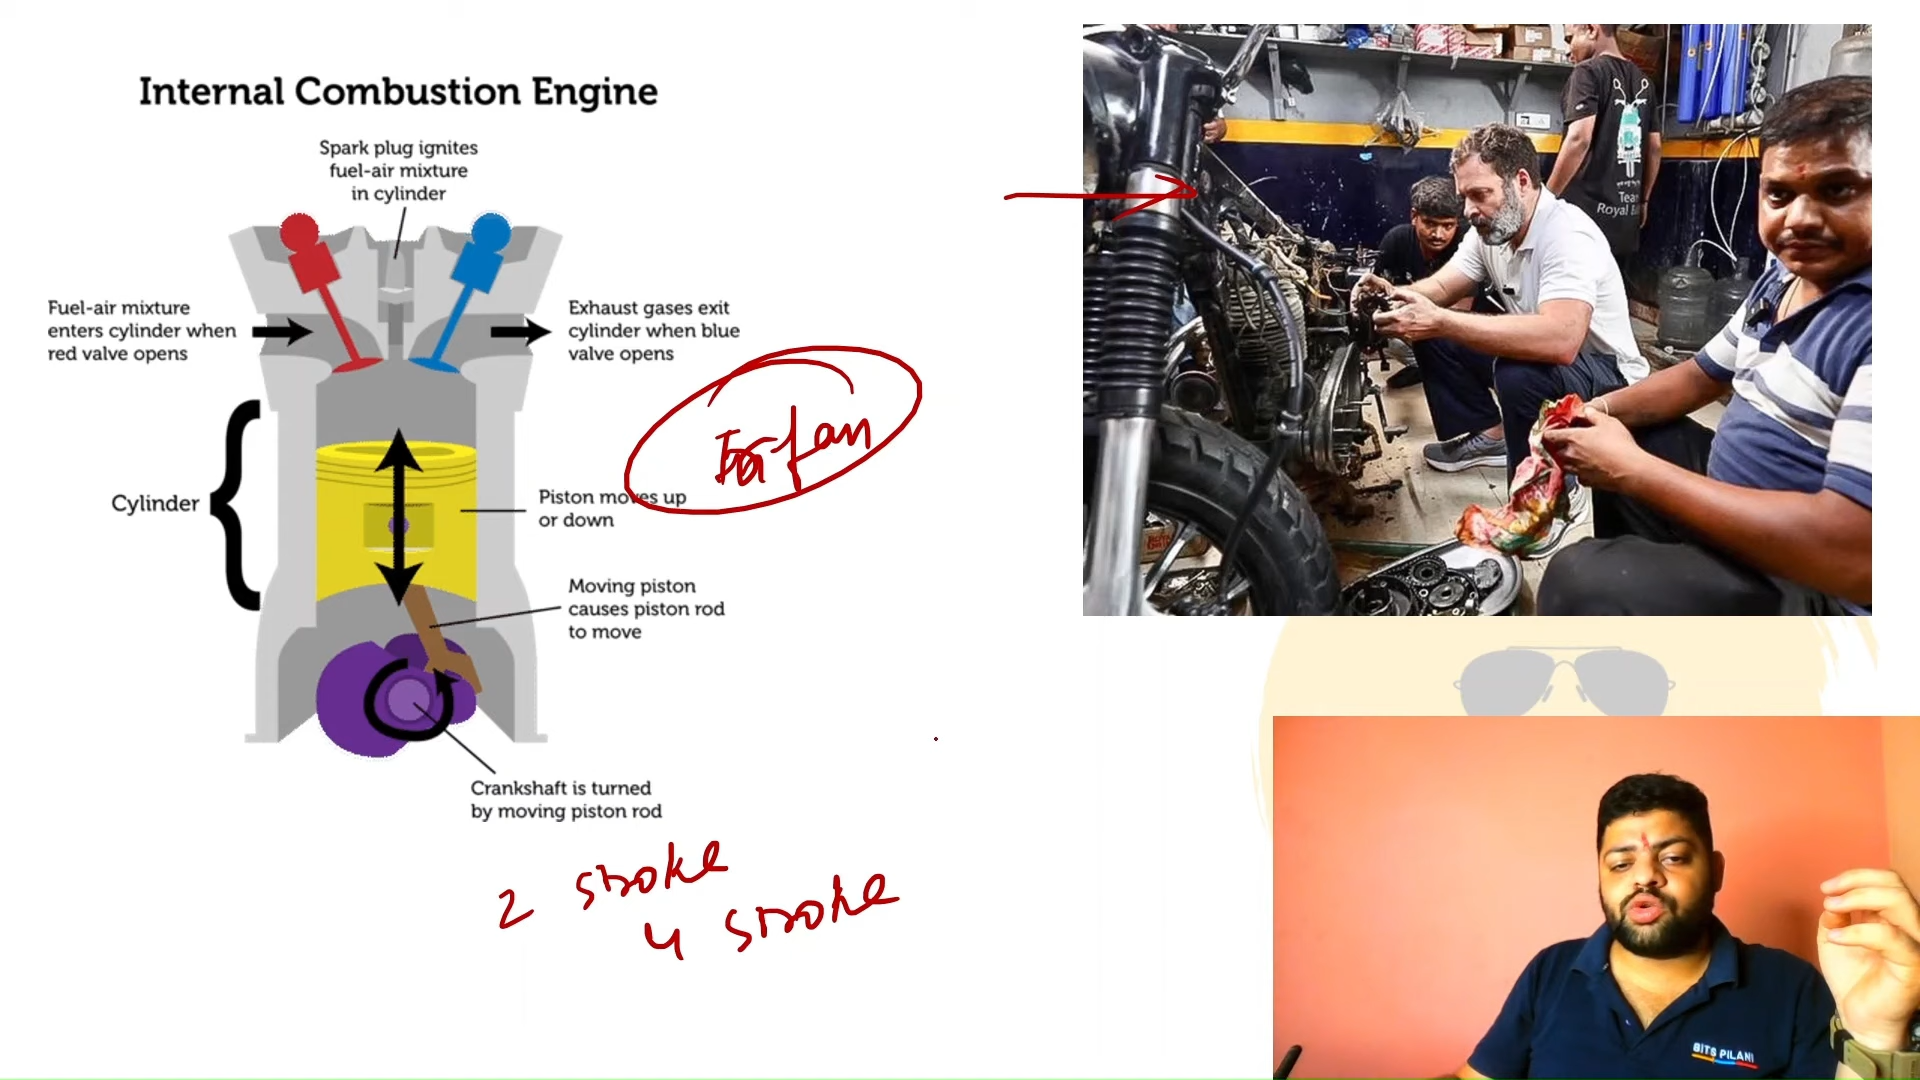 Internal Combustion Engine
Spark plug ignites
fuel-air mixture
in cylinder
Fuel-air mixture
enters cylinder when
red valve opens
Exhaust gases exit
cylinder when blue
valve opens
Cylinder
Piston moves up
or down
Moving piston
causes piston rod
to move
Crankshaft is turned
by moving piston rod
2 stroke
4 stroke
Team
Royal
BITS PILANI